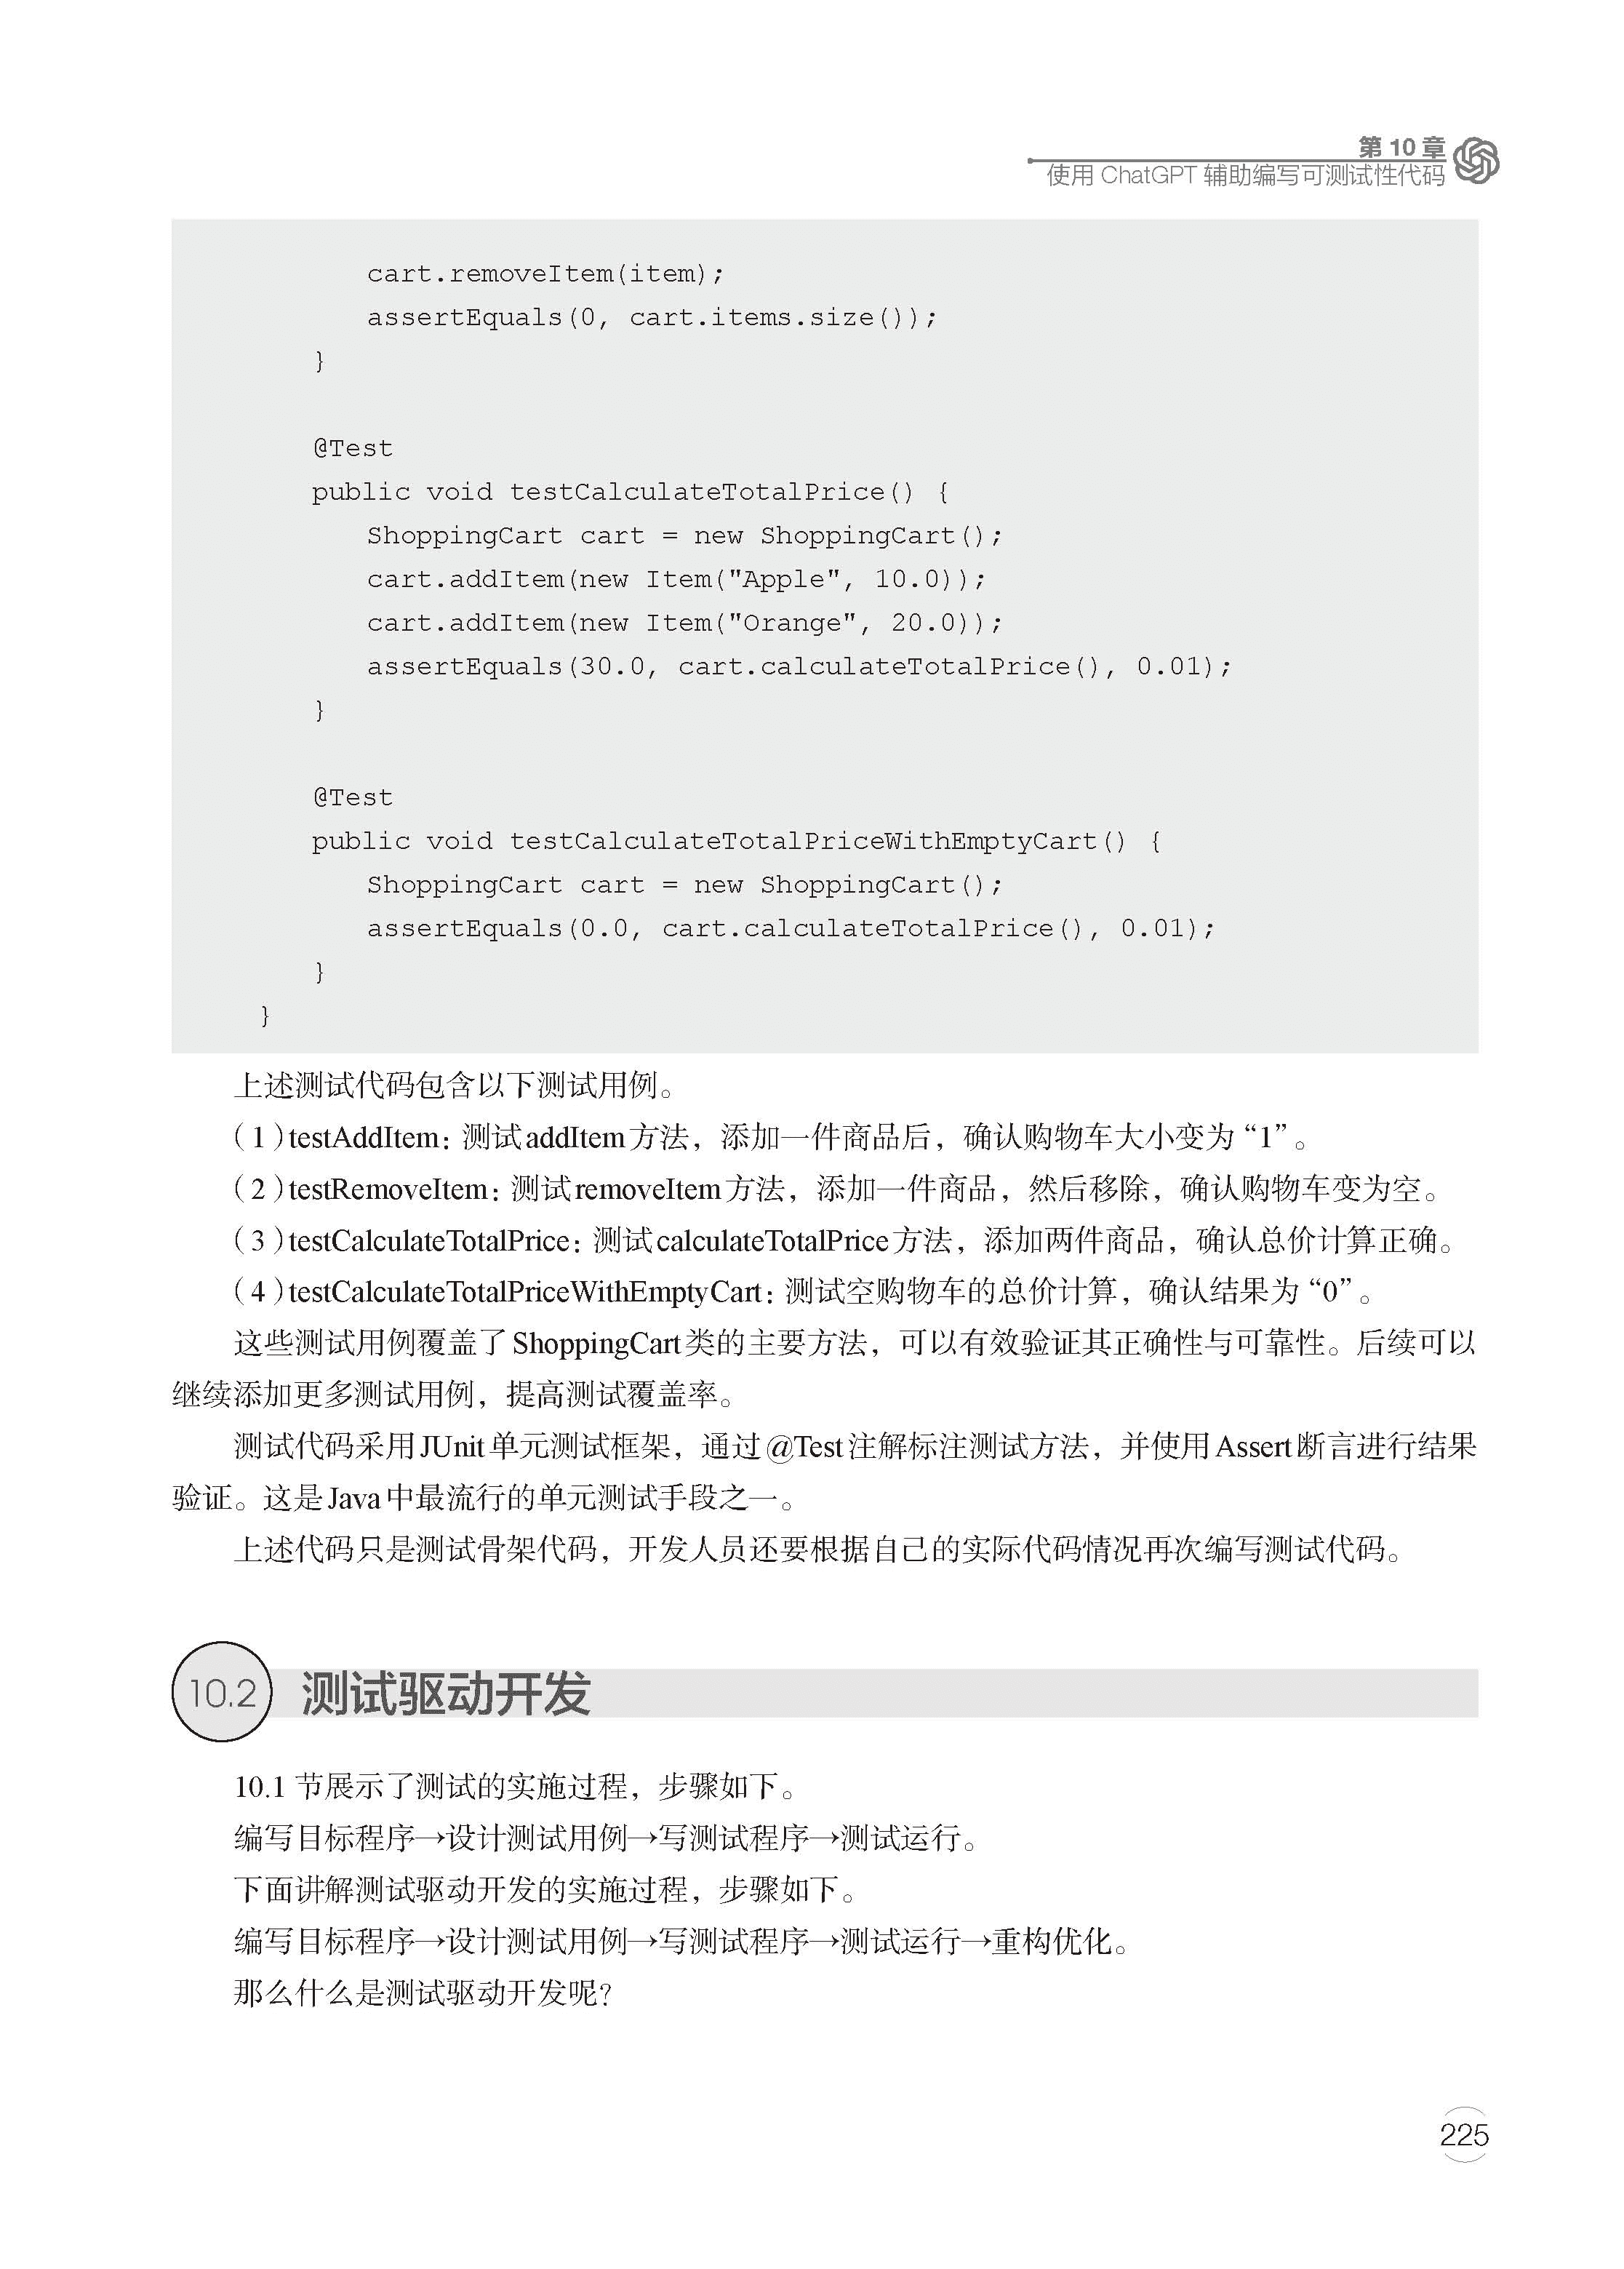 第 10 章
使用 ChatGPT 辅助编写可测试性代码
cart.removeItem(item);
assertEquals(0, cart.items.size());
}
@Test
public void testCalculateTotalPrice() {
ShoppingCart cart = new ShoppingCart();
cart.addItem(new Item("Apple", 10.0));
cart.addItem(new Item("Orange", 20.0));
assertEquals(30.0, cart.calculateTotalPrice(), 0.01);
}
@Test
public void testCalculateTotalPriceWithEmptyCart() {
ShoppingCart cart = new ShoppingCart();
assertEquals(0.0, cart.calculateTotalPrice(), 0.01);
}
}
上述测试代码包含以下测试用例。
（1）testAddItem：测试addItem方法，添加一件商品后，确认购物车大小变为“1”。
（2）testRemoveItem：测试removeItem方法，添加一件商品，然后移除，确认购物车变为空。
（3）testCalculateTotalPrice：测试calculateTotalPrice方法，添加两件商品，确认总价计算正确。
（4）testCalculateTotalPriceWithEmptyCart：测试空购物车的总价计算，确认结果为“0”。
这些测试用例覆盖了ShoppingCart类的主要方法，可以有效验证其正确性与可靠性。后续可以
继续添加更多测试用例，提高测试覆盖率。
测试代码采用JUnit单元测试框架，通过@Test注解标注测试方法，并使用Assert断言进行结果
验证。这是Java中最流行的单元测试手段之一。
上述代码只是测试骨架代码，开发人员还要根据自己的实际代码情况再次编写测试代码。
10.2 测试驱动开发
10.1 节展示了测试的实施过程，步骤如下。
编写目标程序→设计测试用例→写测试程序→测试运行。
下面讲解测试驱动开发的实施过程，步骤如下。
编写目标程序→设计测试用例→写测试程序→测试运行→重构优化。
那么什么是测试驱动开发呢？
225